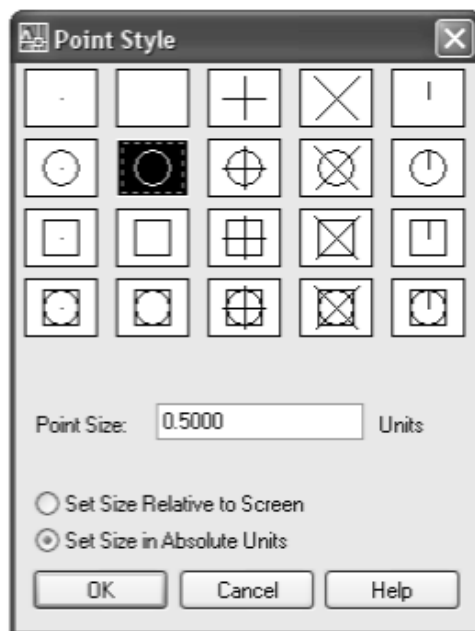 Point Style
Point Size: 0.5000 Units
Set Size Relative to Screen
Set Size in Absolute Units
OK Cancel Help